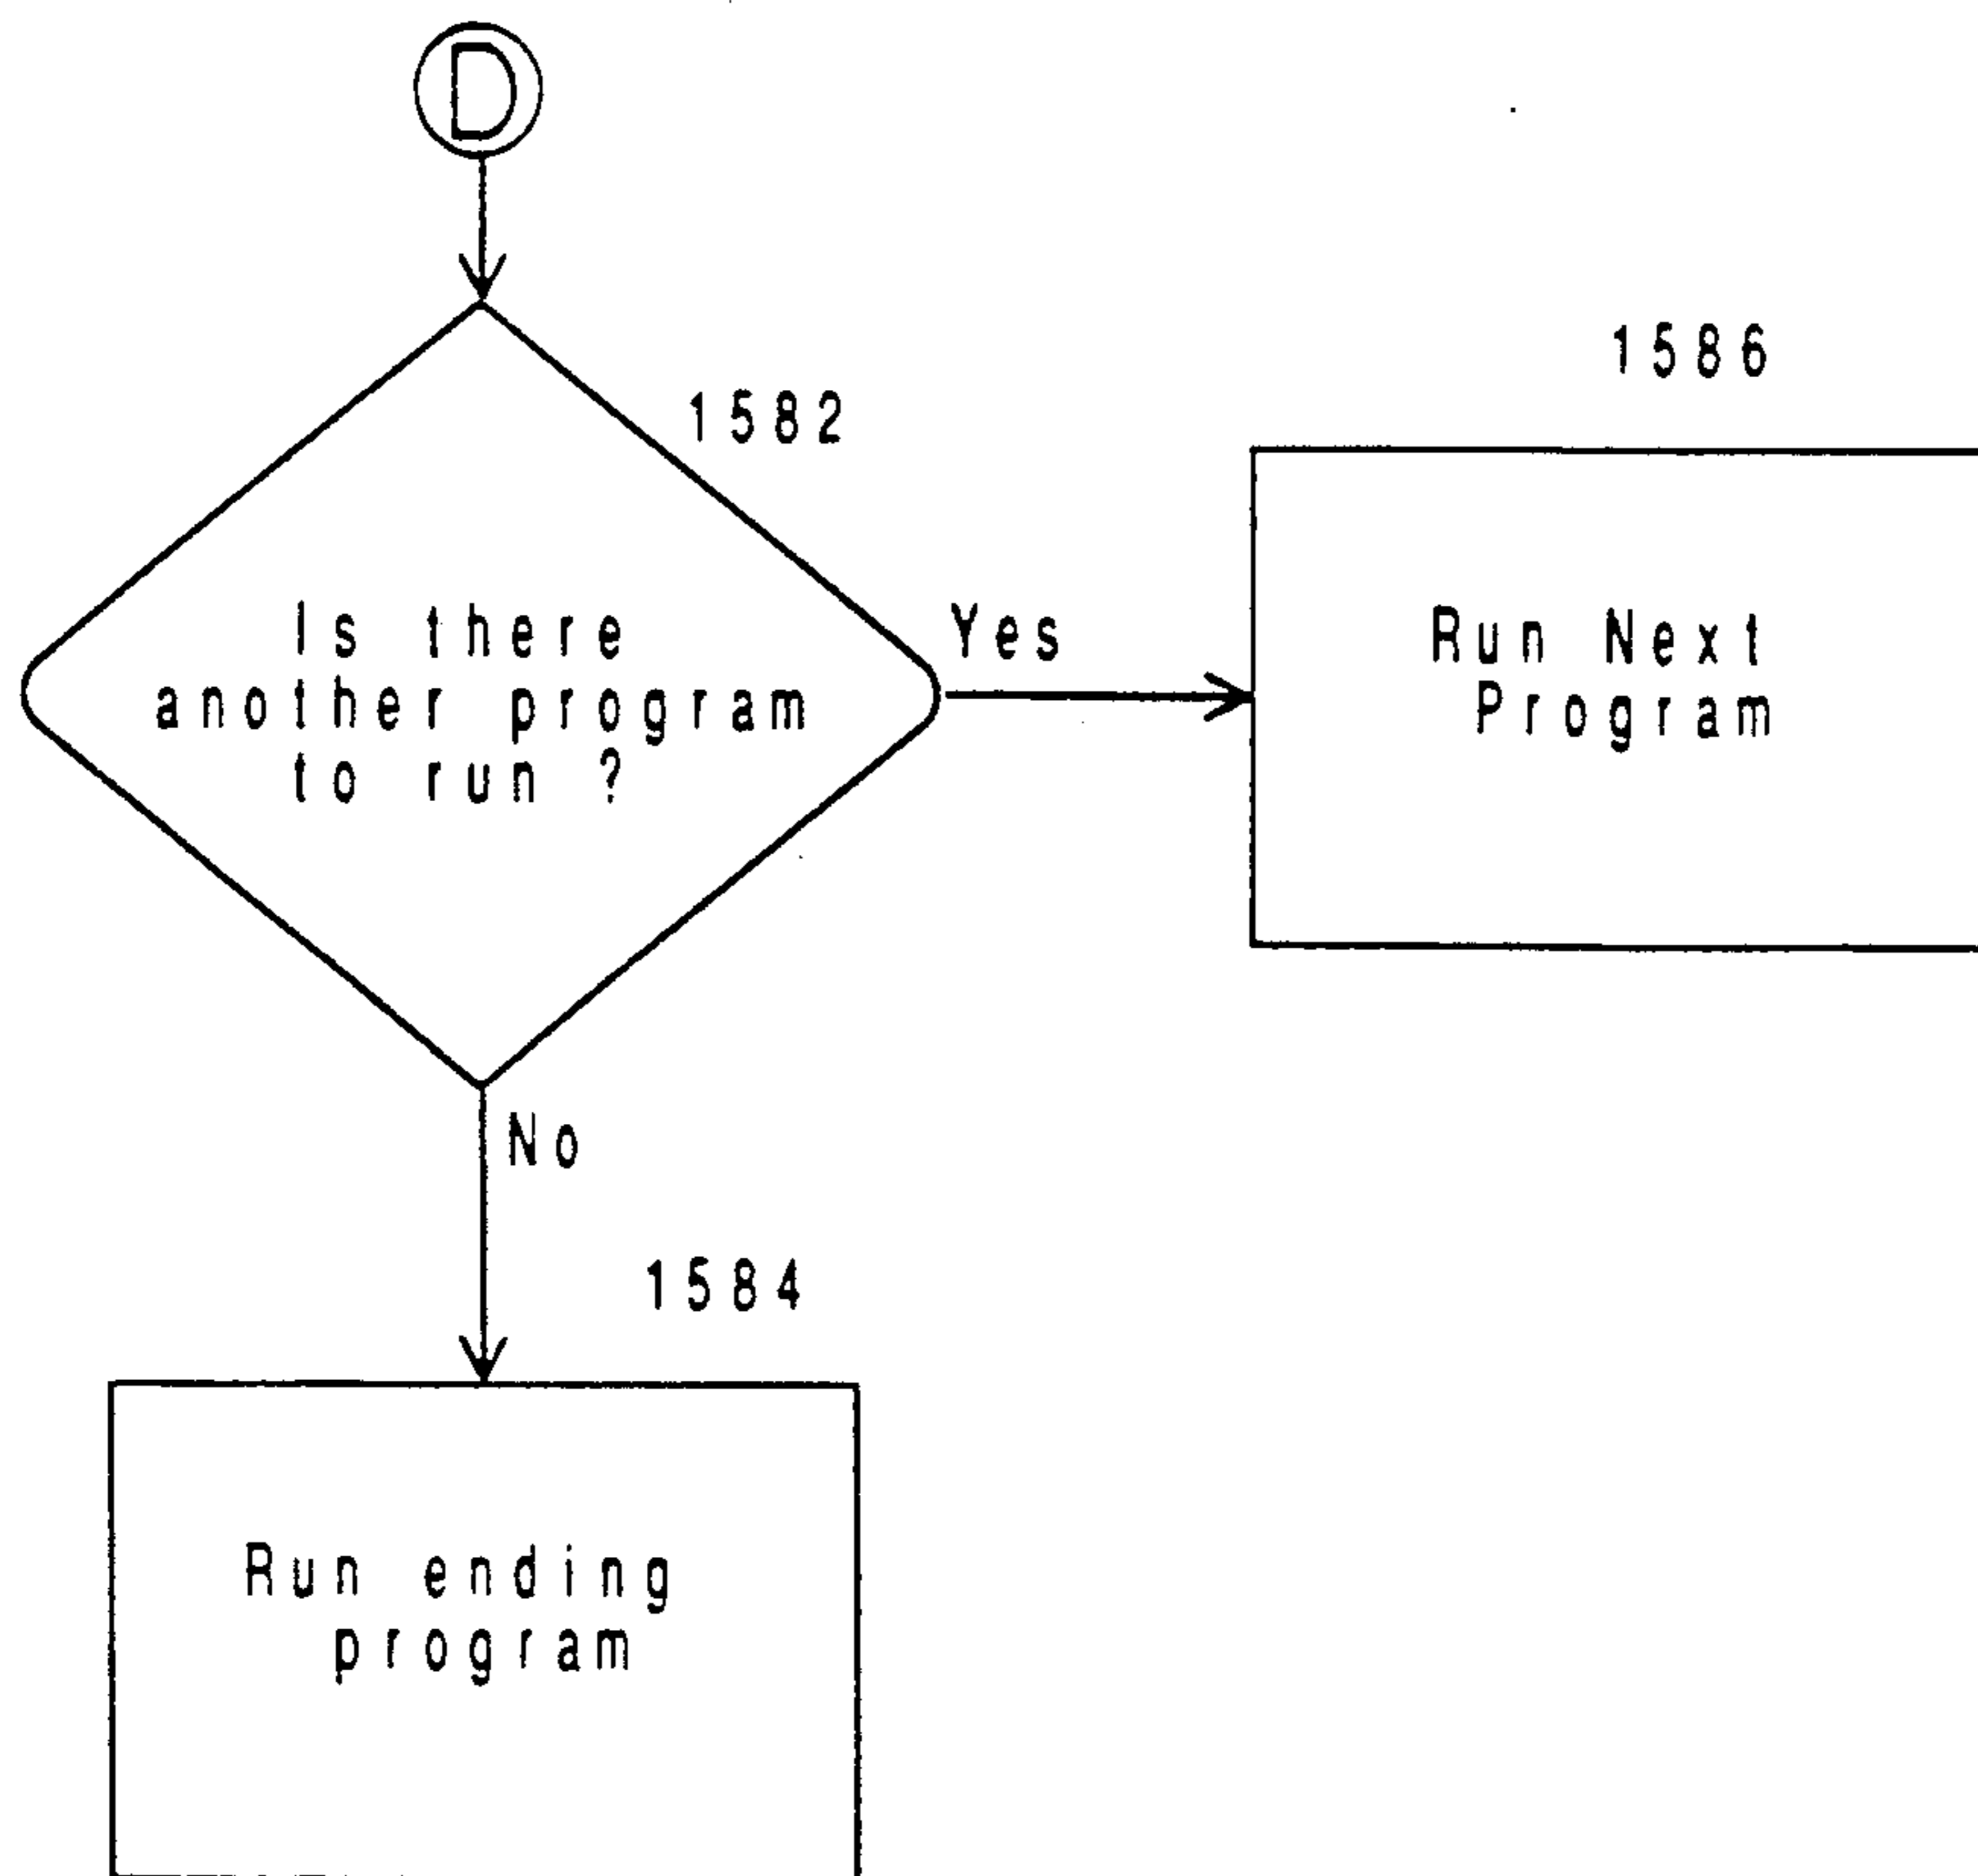 D
1582
Is there
another program
to run ?
Yes
1586
Run Next
Program
No
1584
Run ending
program